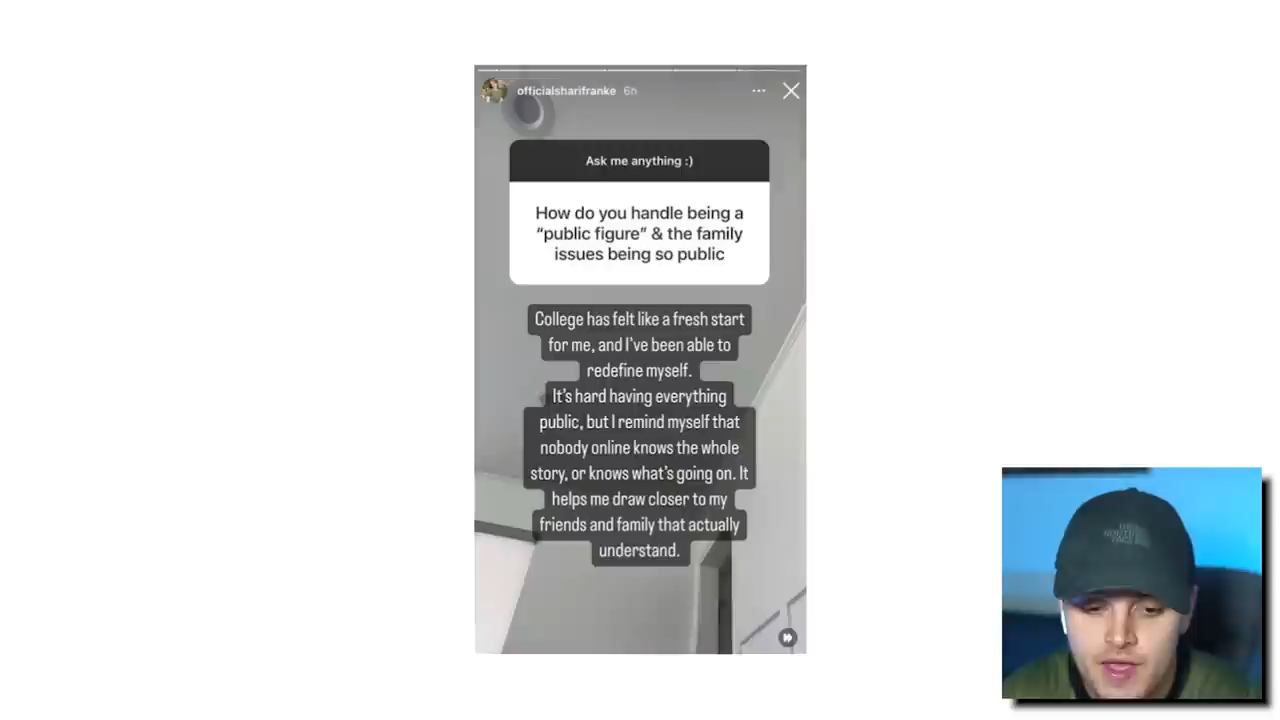 officialsharifranke 6h
Ask me anything :)
How do you handle being a
“public figure” & the family
issues being so public
College has felt like a fresh start
for me, and I've been able to
redefine myself.
It's hard having everything
public, but I remind myself that
nobody online knows the whole
story, or knows what's going on. It
helps me draw closer to my
friends and family that actually
understand.
THE
NORTH
FACE